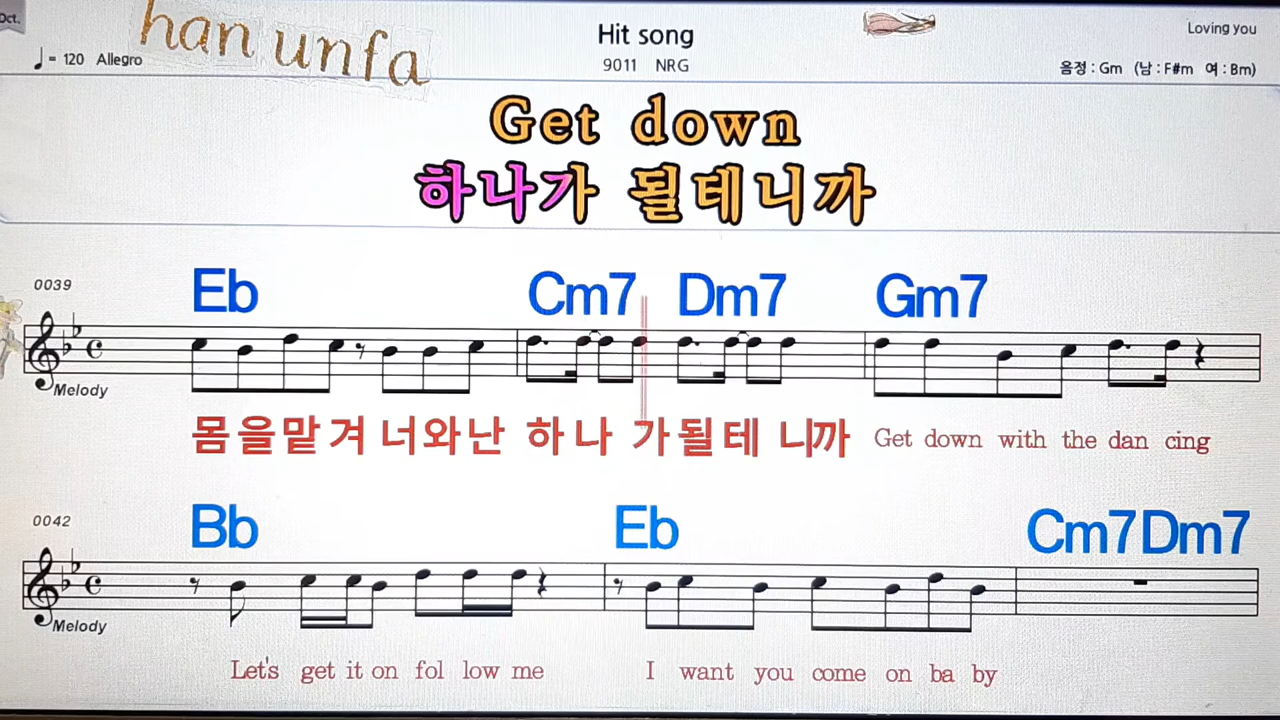 Oct.
han unfa
Hit song
Loving you
= 120 Allegro
9011 NRG
음정 : Gm (남 : F#m 여 : Bm)
Get down
하나가 될테니까
0039
Eb Cm7 Dm7 Gm7
Melody
몸을맡겨 너와난 하나 가될테 니까 Get down with the dan cing
0042
Bb Eb Cm7 Dm7
Melody
Let's get it on fol low me I want you come on ba by